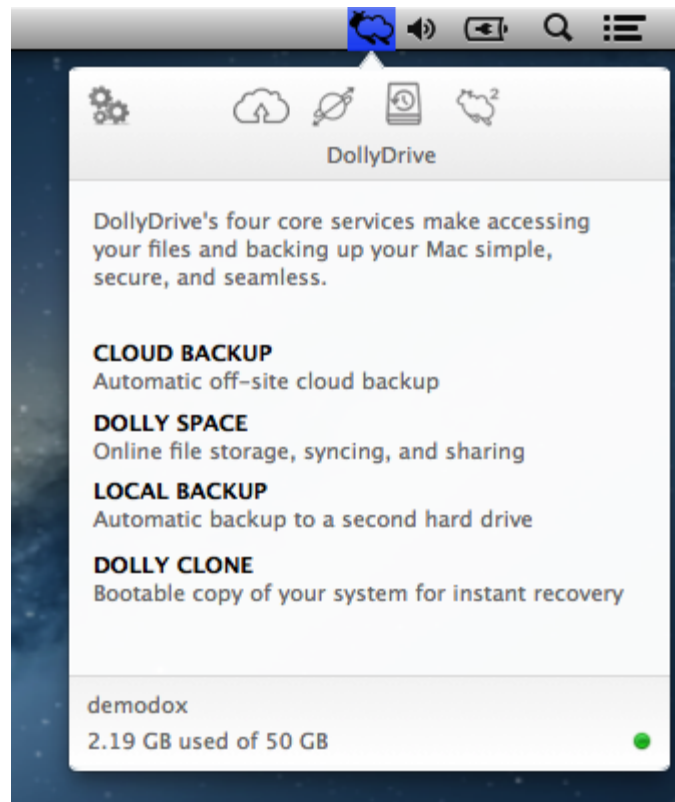 2
DollyDrive
DollyDrive's four core services make accessing
your files and backing up your Mac simple,
secure, and seamless.
CLOUD BACKUP
Automatic off-site cloud backup
DOLLY SPACE
Online file storage, syncing, and sharing
LOCAL BACKUP
Automatic backup to a second hard drive
DOLLY CLONE
Bootable copy of your system for instant recovery
demodox
2.19 GB used of 50 GB